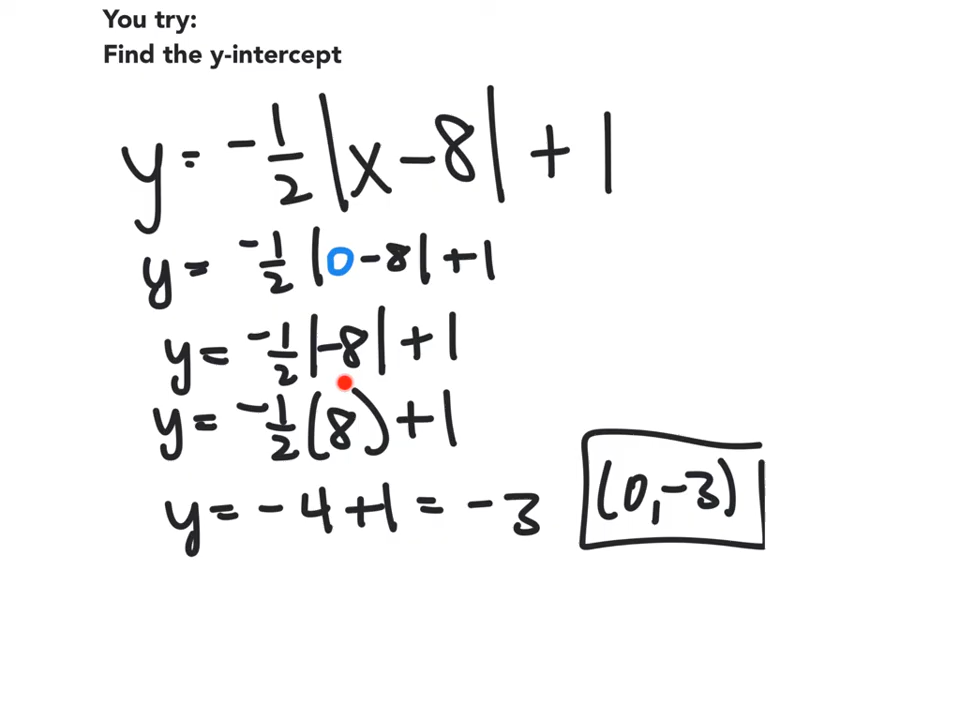 You try:
Find the y-intercept
y = -1/2 |x - 8| + 1
y = -1/2 |0 - 8| + 1
y = -1/2 |-8| + 1
y = -1/2 (8) + 1
y = -4 + 1 = -3 (0, -3)